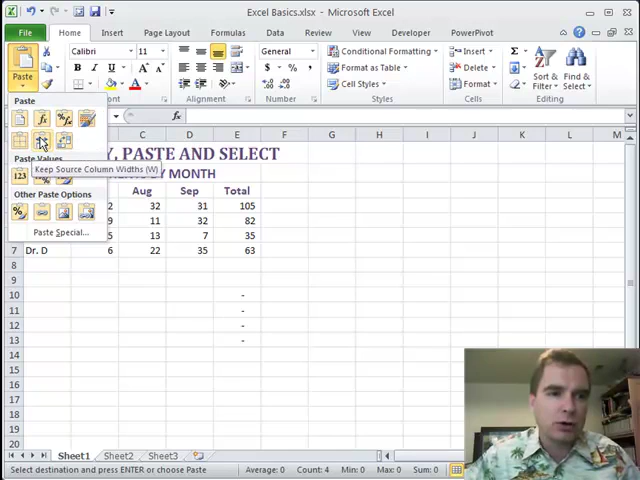 Excel Basics.xlsx - Microsoft Excel
File Home Insert Page Layout Formulas Data Review View Developer PowerPivot
Paste
Calibri 11
General
Conditional Formatting
Format as Table
Cell Styles
Insert
Delete
Format
Sort & Filter
Find & Select
B I U
$ % ,
Paste
fx
C D E F G H I J K L M
, PASTE AND SELECT
Paste Values
Keep Source Column Widths (W)
BY MONTH
Aug Sep Total
123
2 32 31 105
9 11 32 82
5 13 7 35
7 Dr. D 6 22 35 63
Other Paste Options
Paste Special...
8
9
10 -
11 -
12 -
13 -
14
15
16
17
18
19
20
Sheet1 Sheet2 Sheet3
Select destination and press ENTER or choose Paste Average: 0 Count: 4 Min: 0 Max: 0 Sum: 0